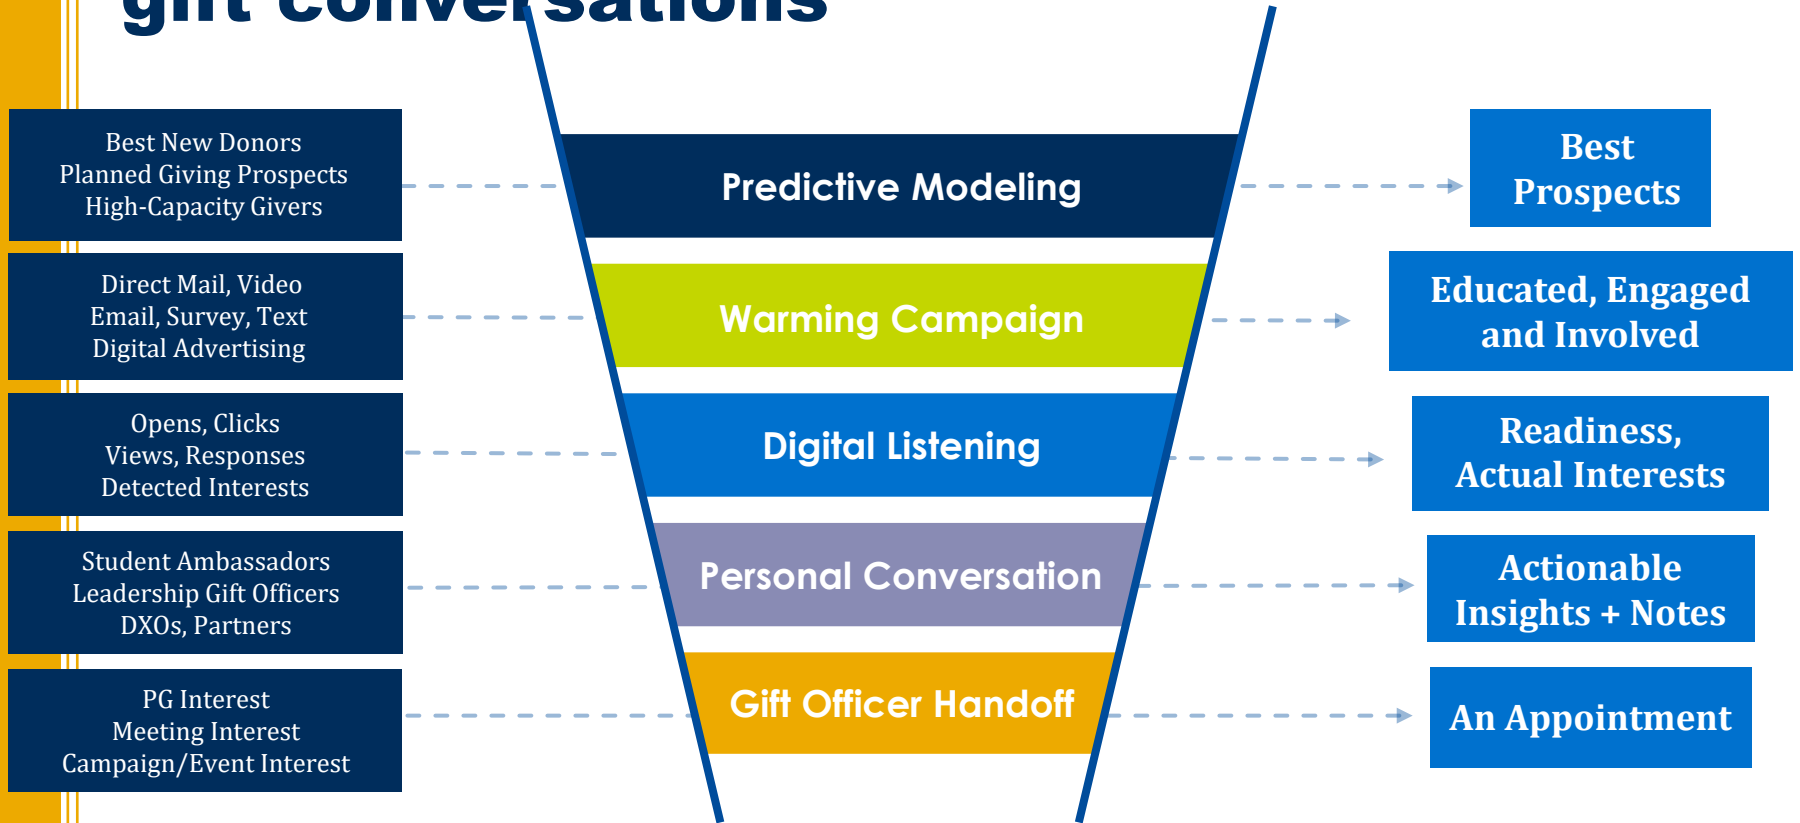 gift conversations
Best New Donors
Planned Giving Prospects
High-Capacity Givers
Predictive Modeling
Best
Prospects
Direct Mail, Video
Email, Survey, Text
Digital Advertising
Warming Campaign
Educated, Engaged
and Involved
Opens, Clicks
Views, Responses
Detected Interests
Digital Listening
Readiness,
Actual Interests
Student Ambassadors
Leadership Gift Officers
DXOs, Partners
Personal Conversation
Actionable
Insights + Notes
PG Interest
Meeting Interest
Campaign/Event Interest
Gift Officer Handoff
An Appointment